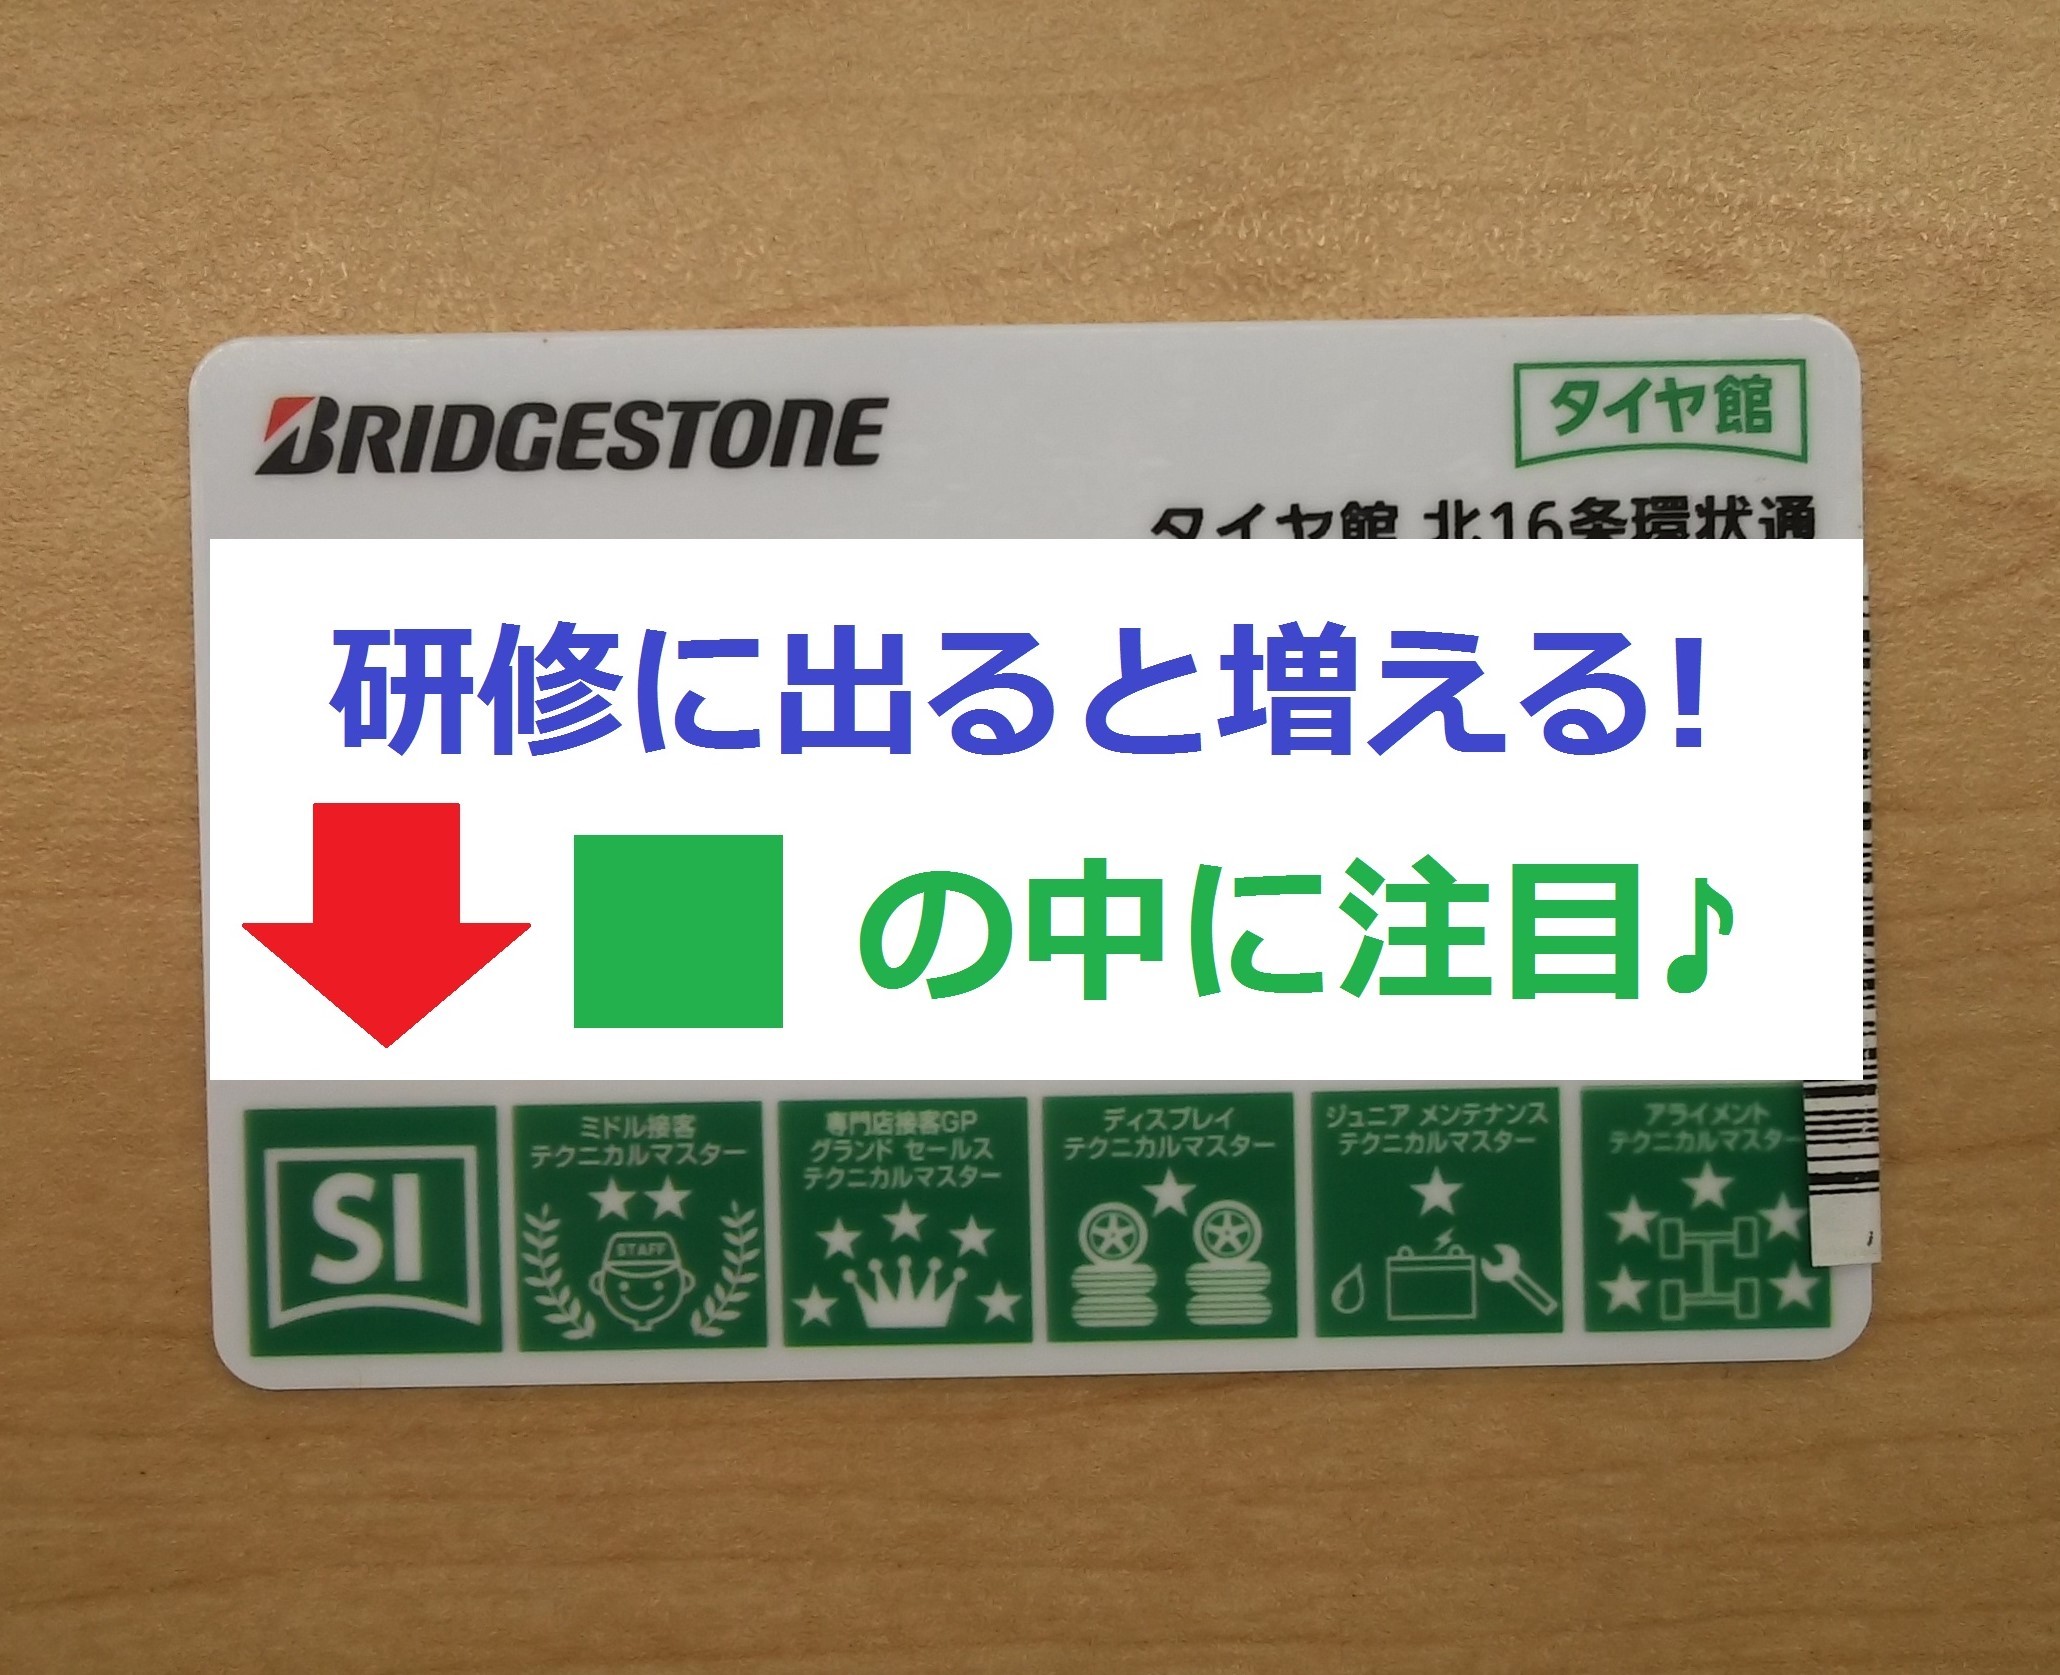 BRIDGESTONE
タイヤ館
タイヤ館 北16条環状通
研修に出ると増える!
の中に注目♪
SI
ミドル接客
テクニカルマスター
STAFF
専門店接客GP
グランド セールス
テクニカルマスター
ディスプレイ
テクニカルマスター
ジュニア メンテナンス
テクニカルマスター
アライメント
テクニカルマスター